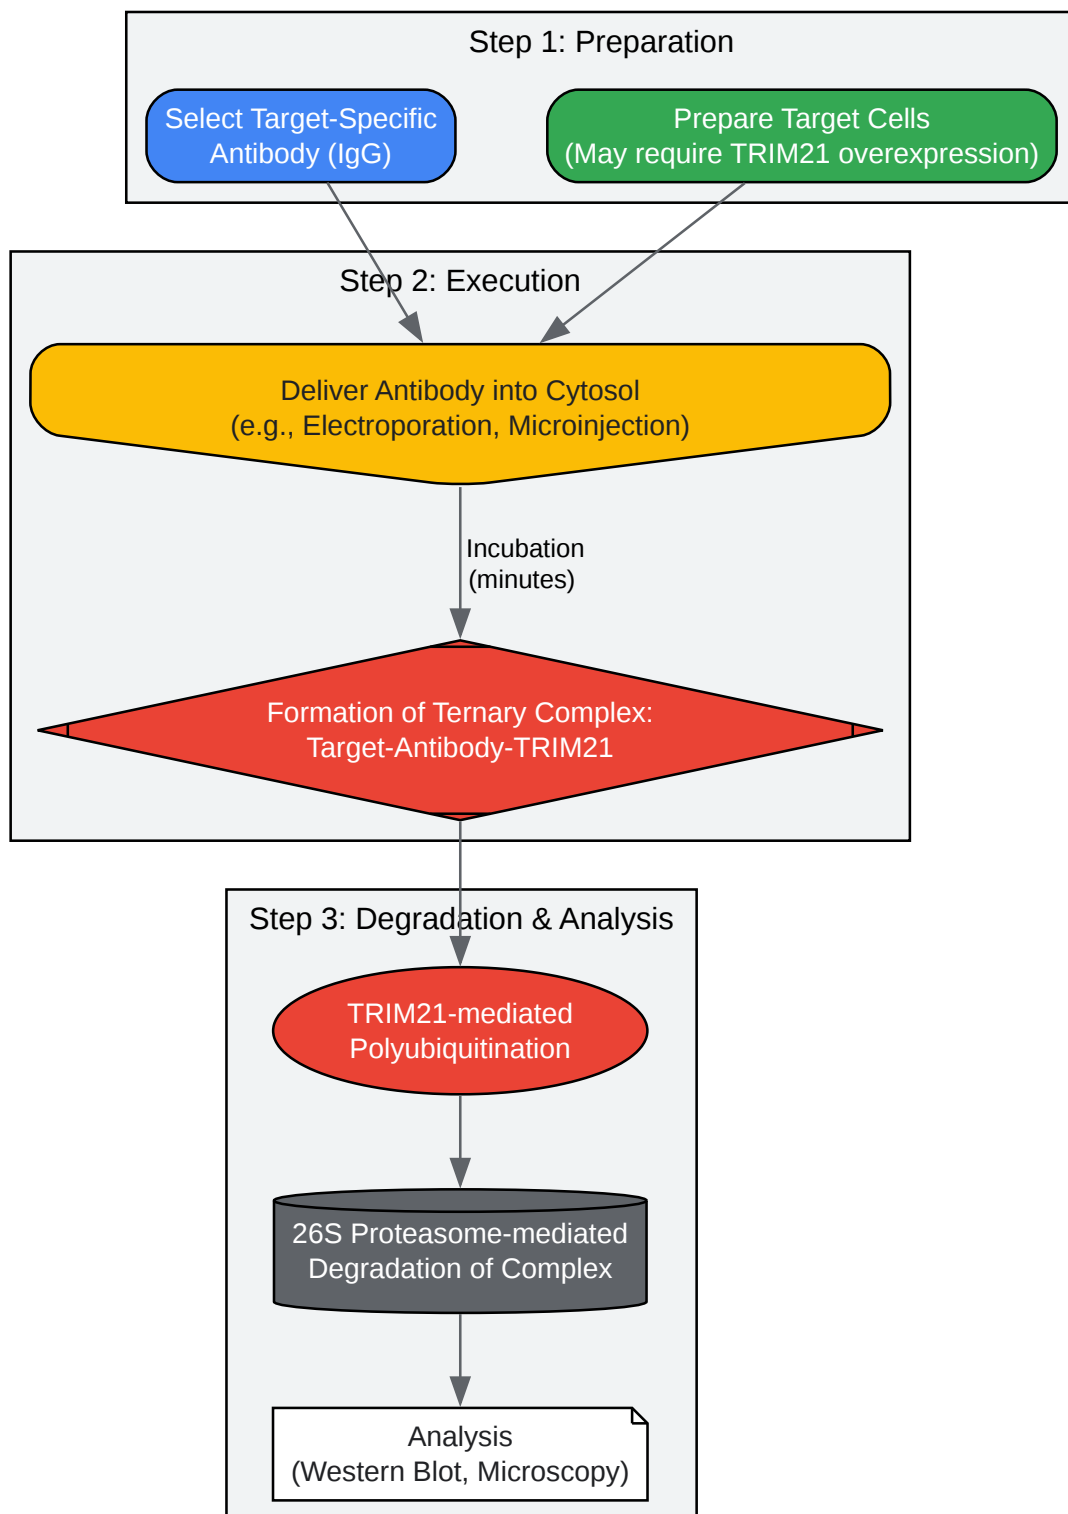 Step 1: Preparation
Select Target-Specific
Antibody (IgG)
Prepare Target Cells
(May require TRIM21 overexpression)
Step 2: Execution
Deliver Antibody into Cytosol
(e.g., Electroporation, Microinjection)
Incubation
(minutes)
Formation of Ternary Complex:
Target-Antibody-TRIM21
Step 3: Degradation & Analysis
TRIM21-mediated
Polyubiquitination
26S Proteasome-mediated
Degradation of Complex
Analysis
(Western Blot, Microscopy)